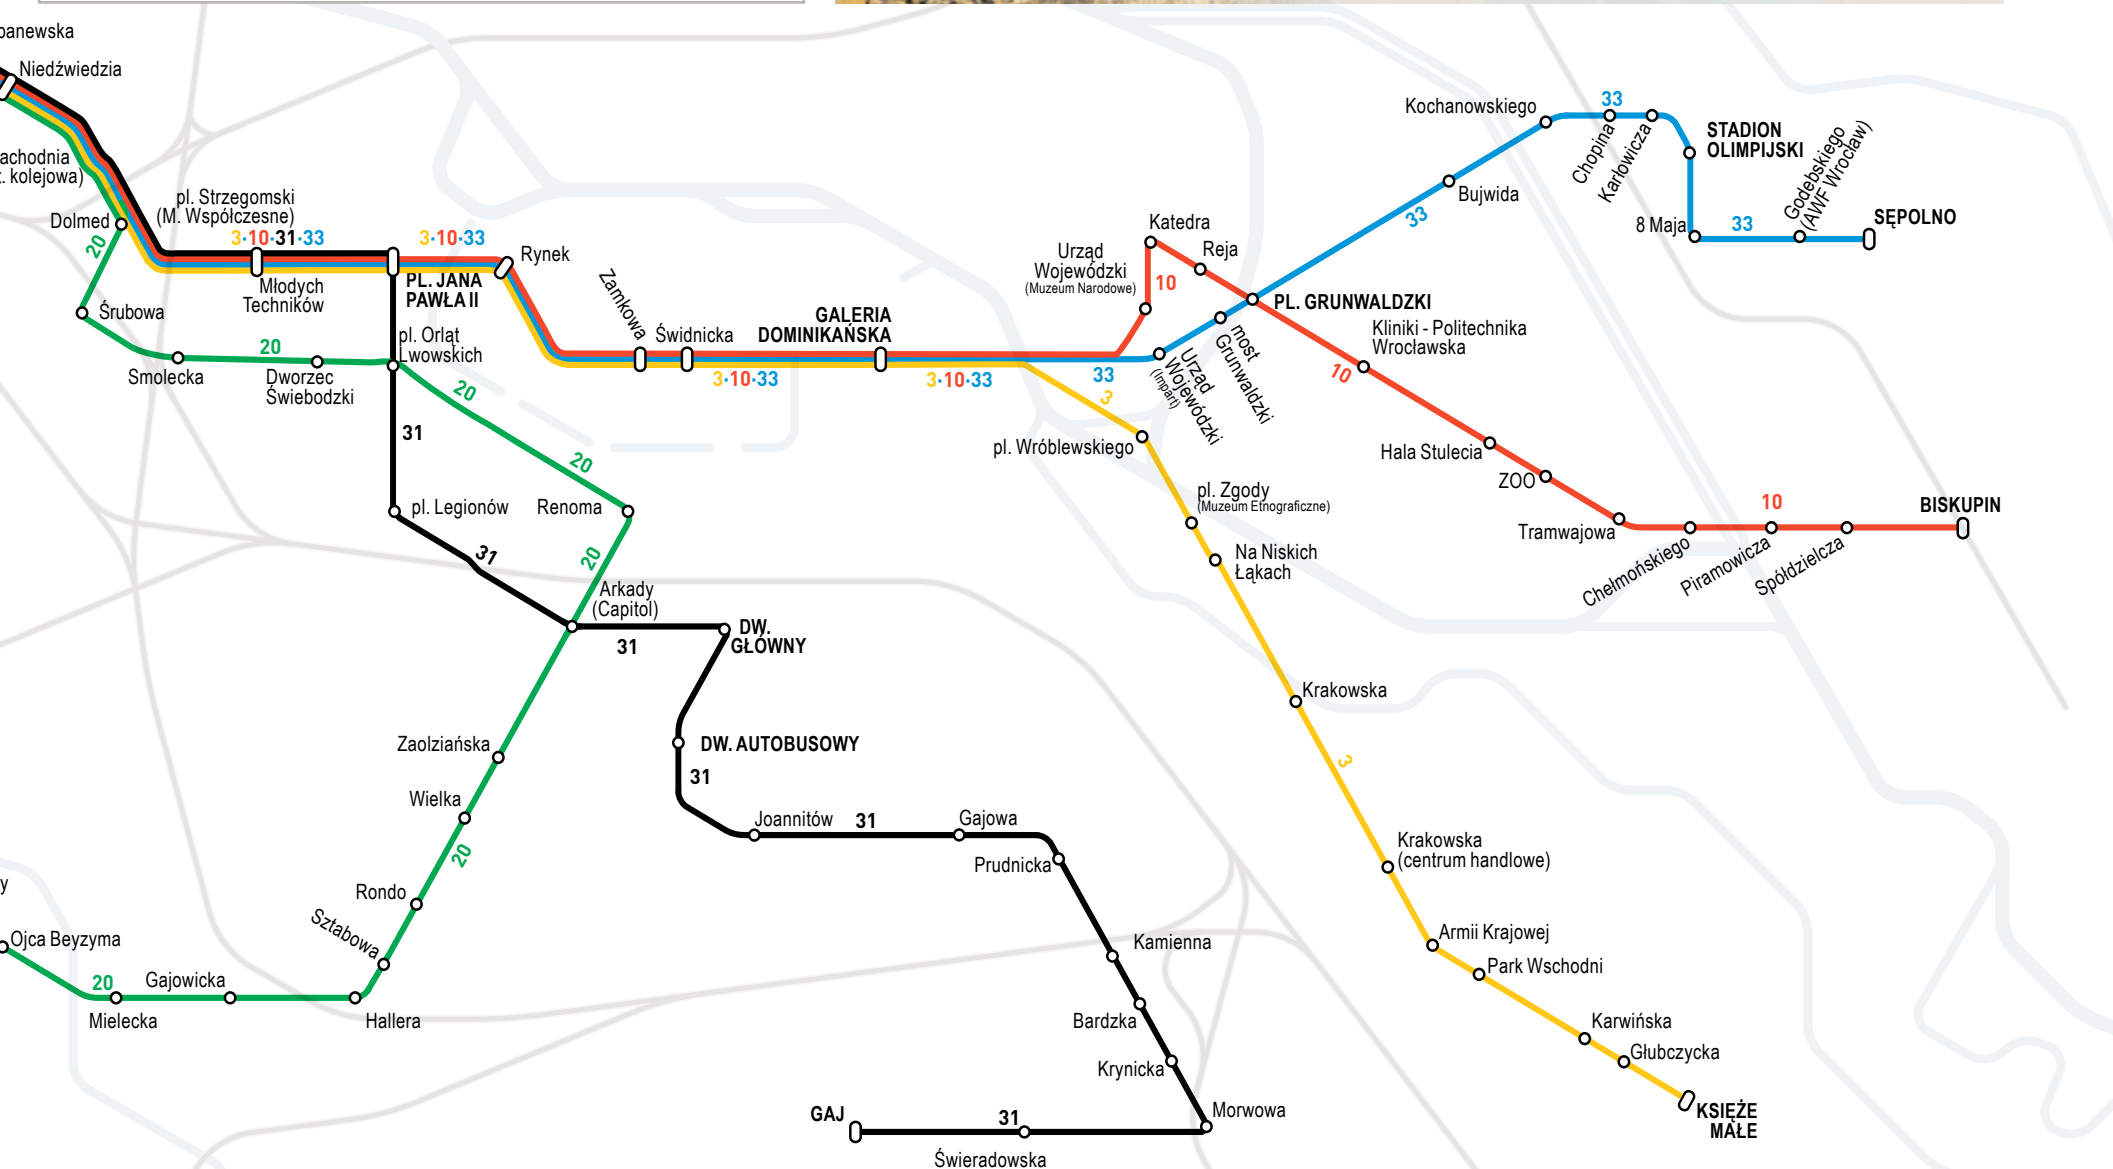 Niedźwiedzia
Dolmed
20
pl. Strzegomski
(M. Współczesne)
3·10·31·33
3·10·33
Rynek
Młodych
Techników
PL. JANA
PAWŁA II
Śrubowa
20
Smolecka
Dworzec
Świebodzki
pl. Orląt
Lwowskich
20
31
20
Zamkowa
Świdnicka
GALERIA
DOMINIKAŃSKA
3·10·33
3·10·33
33
3
Urząd
Wojewódzki
(Muzeum Narodowe)
Katedra
Reja
10
PL. GRUNWALDZKI
most
Grunwaldzki
Urząd
Wojewódzki
(Impart)
Kochanowskiego
33
Bujwida
33
Chopina
Karłowicza
STADION
OLIMPIJSKI
8 Maja
33
Godebskiego
(AWF Wrocław)
SĘPOLNO
Kliniki - Politechnika
Wrocławska
10
Hala Stulecia
ZOO
Tramwajowa
10
BISKUPIN
Chełmońskiego
Piramowicza
Spółdzielcza
pl. Wróblewskiego
pl. Zgody
(Muzeum Etnograficzne)
Na Niskich
Łąkach
pl. Legionów
Renoma
31
20
Arkady
(Capitol)
31
DW.
GŁÓWNY
Krakowska
3
Zaolziańska
DW. AUTOBUSOWY
31
Wielka
20
Joannitów
31
Gajowa
Prudnicka
Krakowska
(centrum handlowe)
Rondo
Sztabowa
Ojca Beyzyma
20
Gajowicka
Mielecka
Hallera
Kamienna
Armii Krajowej
Park Wschodni
Bardzka
Karwińska
Głubczycka
Krynicka
KSIĘŻE
MAŁE
GAJ
31
Morwowa
Świeradowska